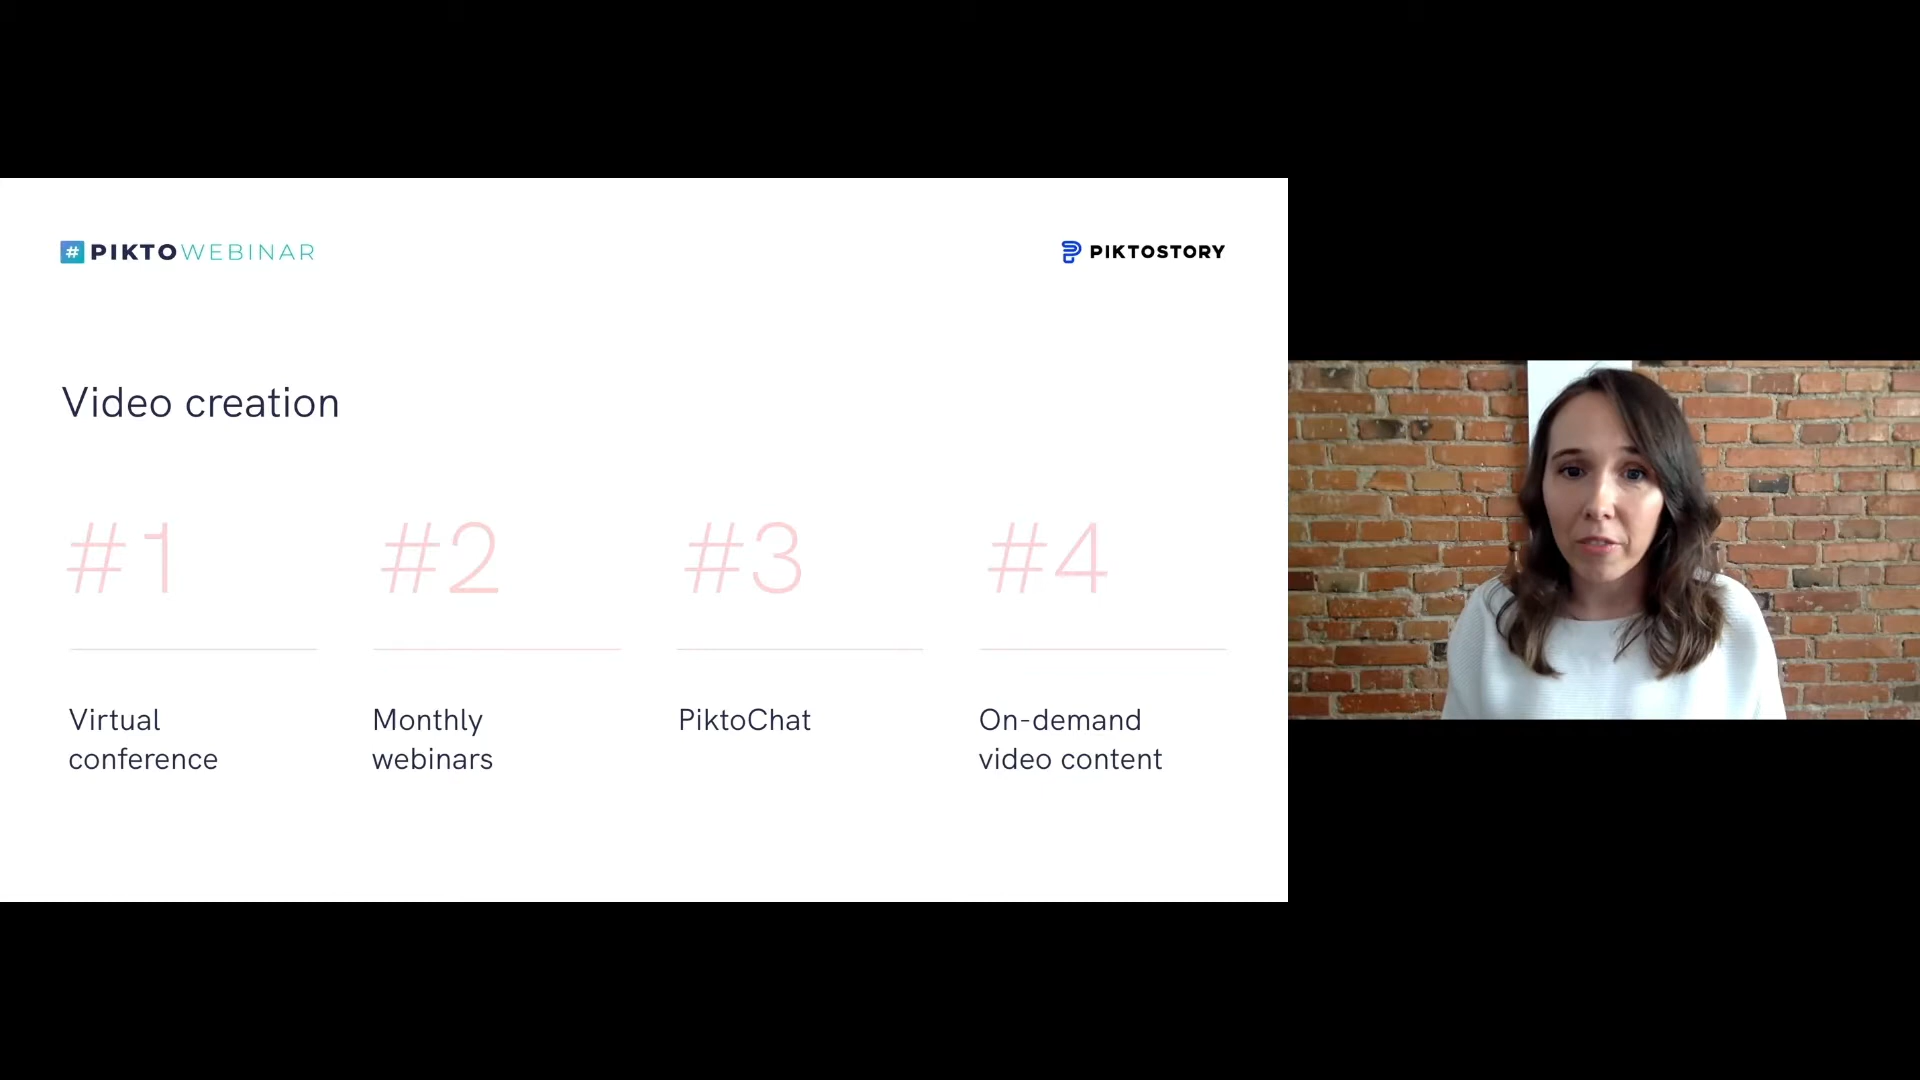 # PIKTOWEBINAR
PIKTOSTORY
Video creation
#1
Virtual
conference
#2
Monthly
webinars
#3
PiktoChat
#4
On-demand
video content